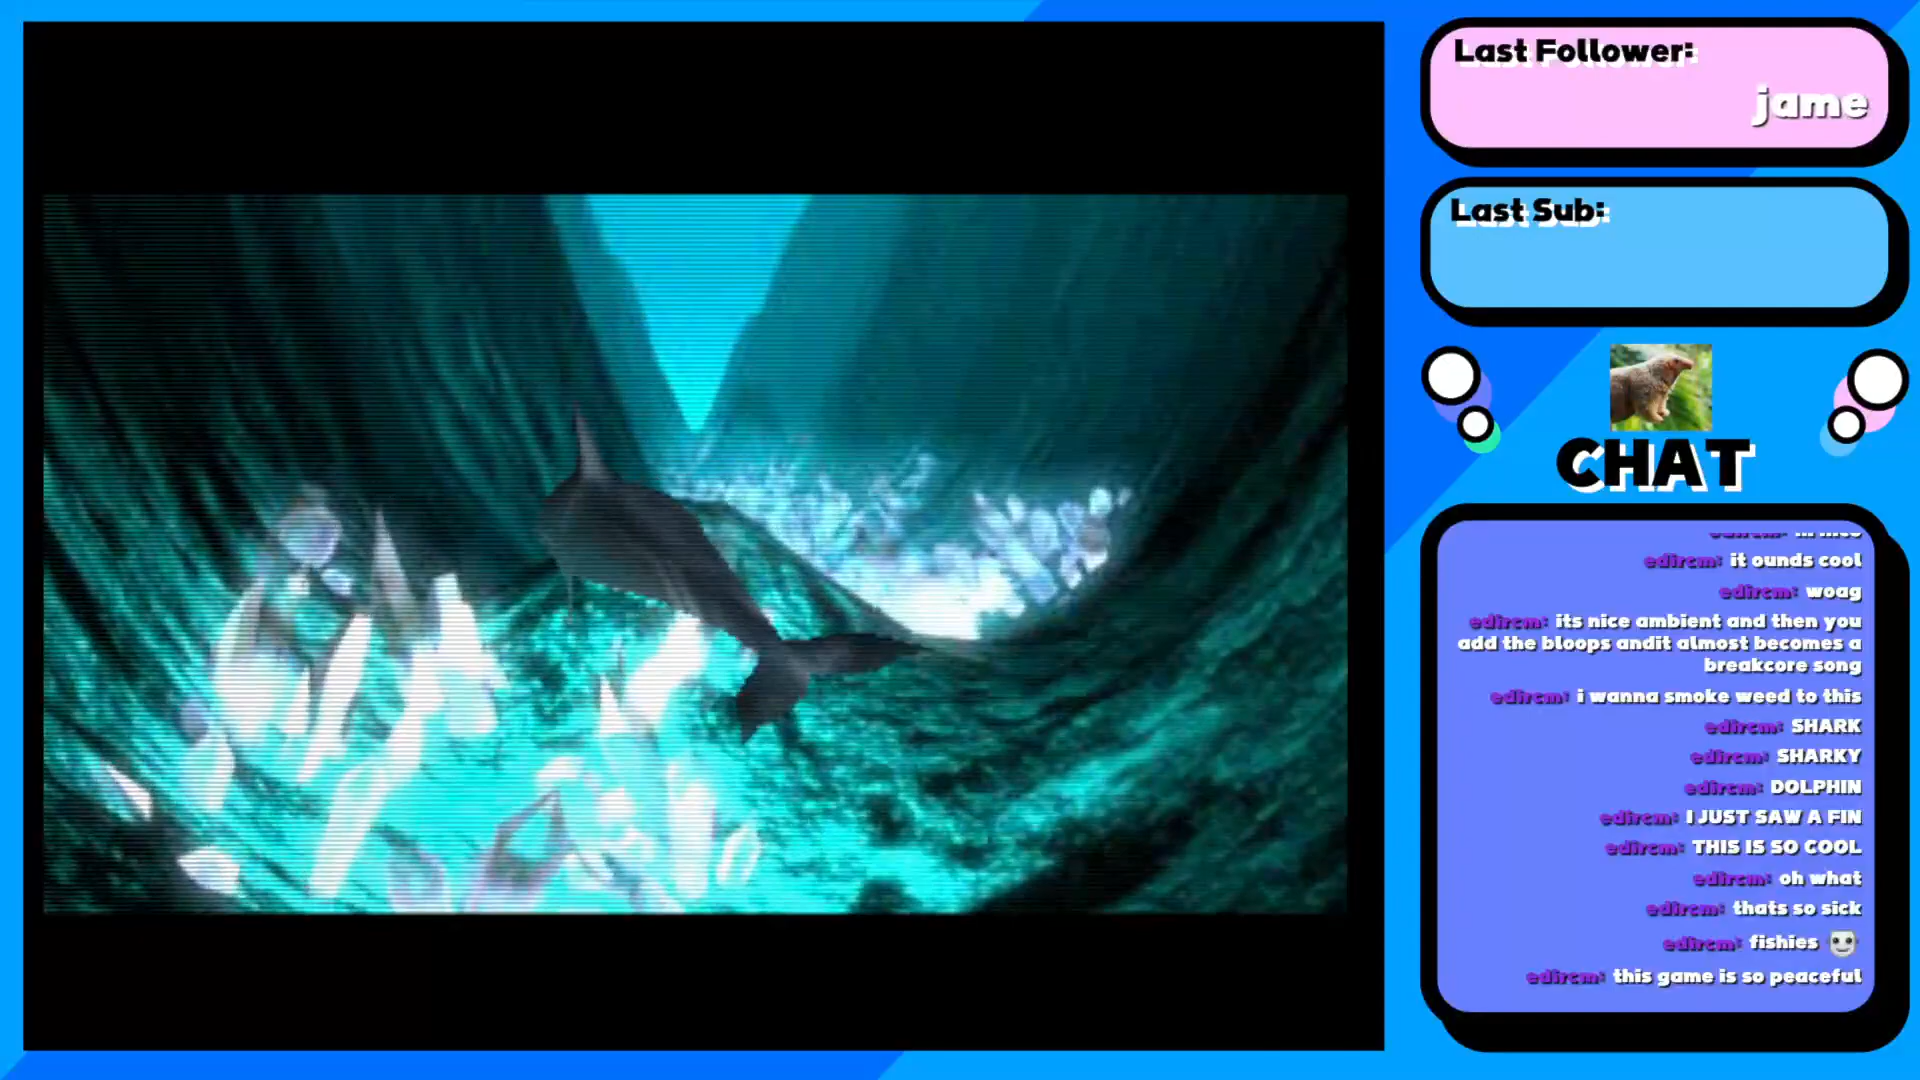 Last Follower:
jame
Last Sub:
CHAT
edircm: it ounds cool
edircm: woag
edircm: its nice ambient and then you
add the bloops andit almost becomes a
breakcore song
edircm: i wanna smoke weed to this
edircm: SHARK
edircm: SHARKY
edircm: DOLPHIN
edircm: I JUST SAW A FIN
edircm: THIS IS SO COOL
edircm: oh what
edircm: thats so sick
edircm: fishies
edircm: this game is so peaceful